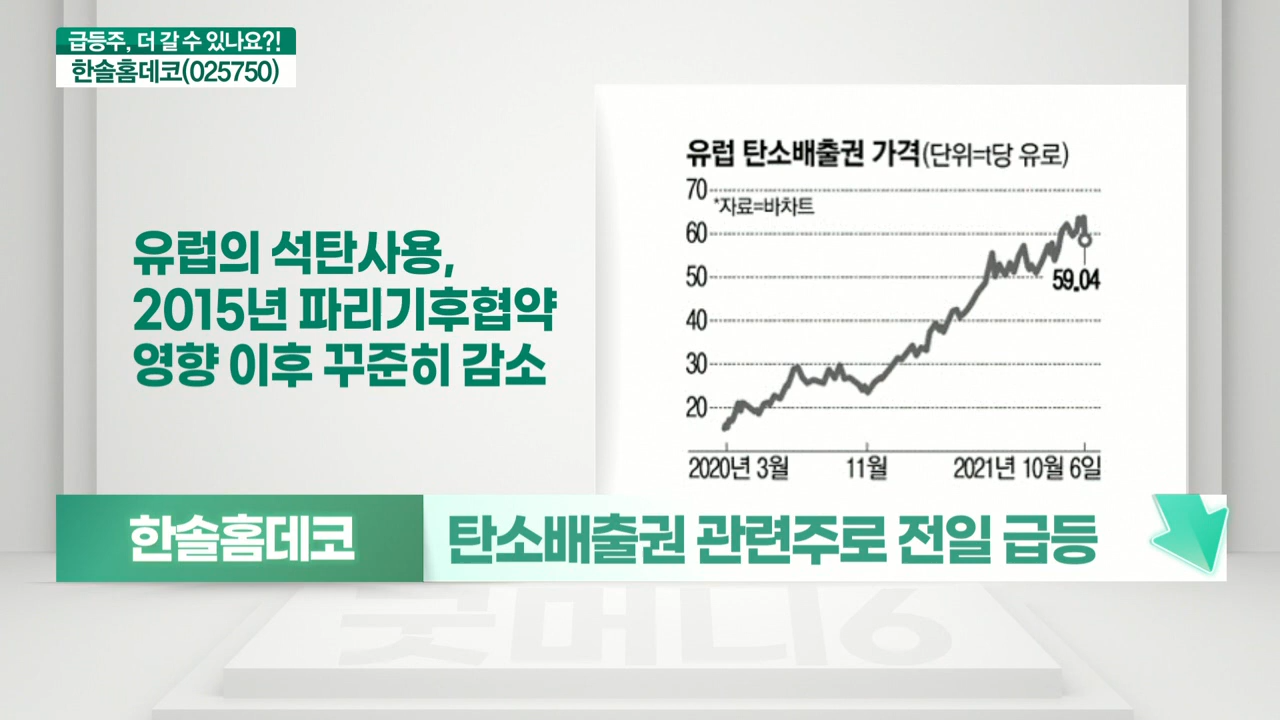 급등주, 더 갈 수 있나요?!
한솔홈데코(025750)
유럽의 석탄사용,
2015년 파리기후협약
영향 이후 꾸준히 감소
유럽 탄소배출권 가격(단위=t당 유로)
70
*자료=바차트
60
50
59.04
40
30
20
2020년 3월 11월 2021년 10월 6일
한솔홈데코 탄소배출권 관련주로 전일 급등
굿머니6